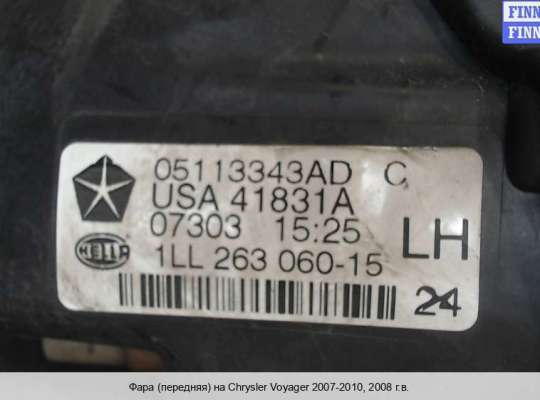 FINN
FINN
05113343AD C
USA 41831A
07303 15:25
LH
HELLA
1LL 263 060-15
24
Фара (передняя) на Chrysler Voyager 2007-2010, 2008 г.в.